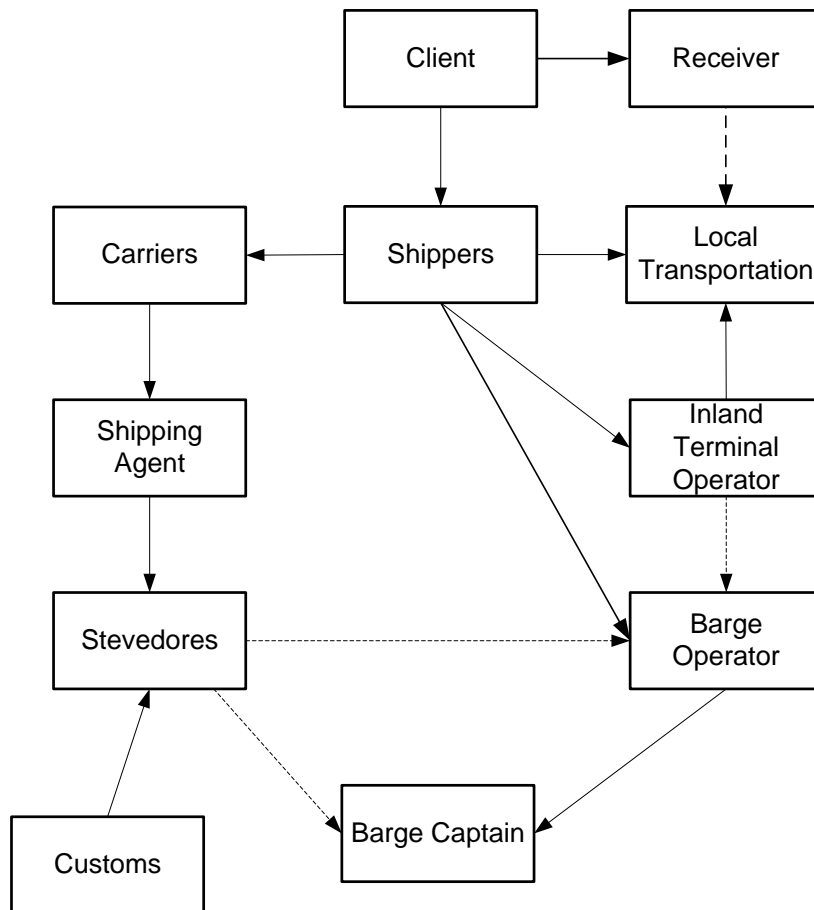 Client
Receiver
Carriers
Shippers
Local
Transportation
Shipping
Agent
Inland
Terminal
Operator
Stevedores
Barge
Operator
Customs
Barge Captain